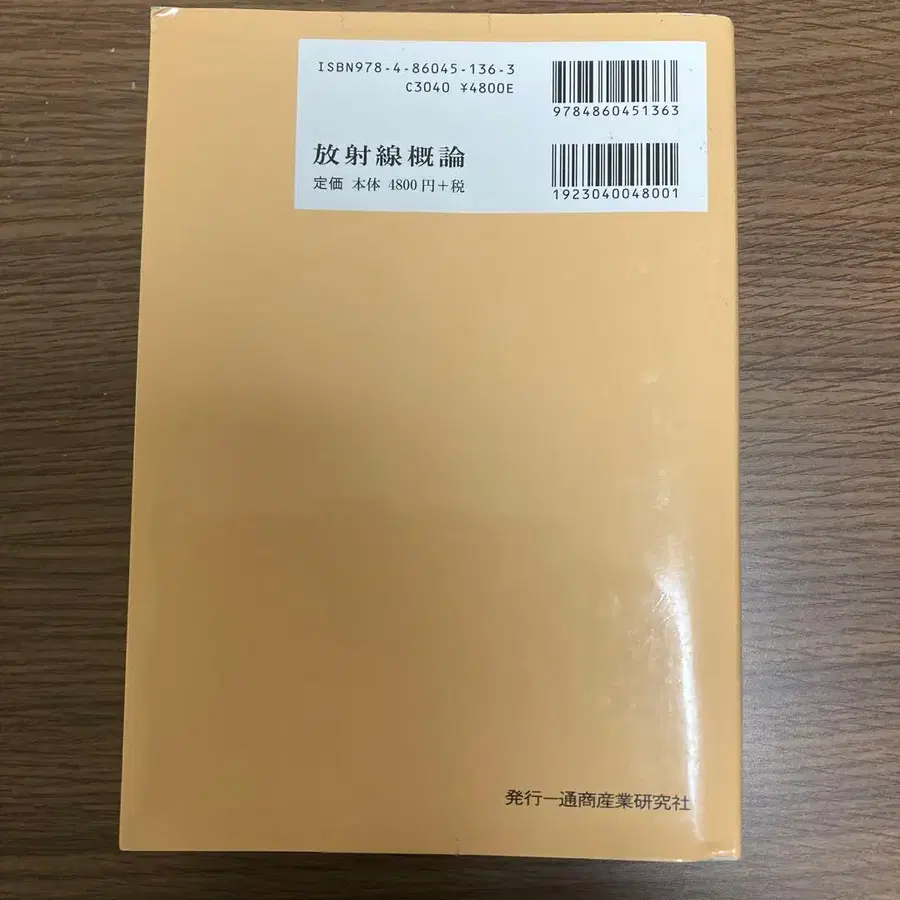 ISBN978-4-86045-136-3
C3040 ¥4800E
9784860451363
放射線概論
定価 本体 4800円+税
1923040048001
発行一通商産業研究社